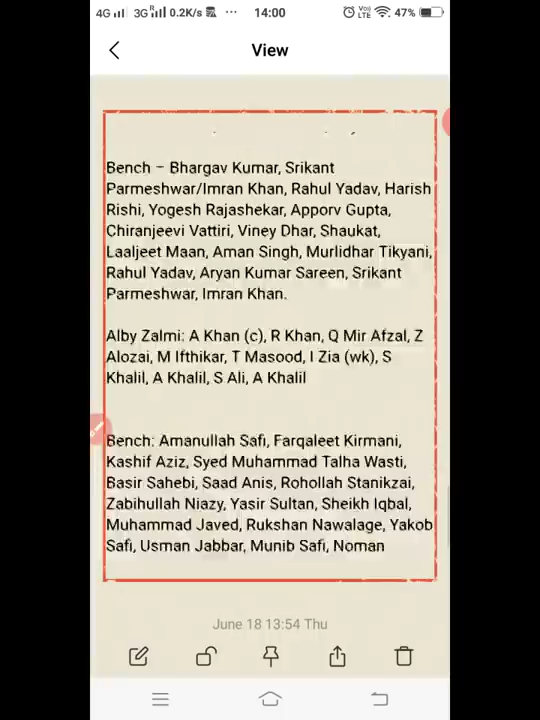 4G 3G R 0.2K/s ··· 14:00 Vo) LTE 47%
View
Bench – Bhargav Kumar, Srikant
Parmeshwar/Imran Khan, Rahul Yadav, Harish
Rishi, Yogesh Rajashekar, Apporv Gupta,
Chiranjeevi Vattiri, Viney Dhar, Shaukat,
Laaljeet Maan, Aman Singh, Murlidhar Tikyani,
Rahul Yadav, Aryan Kumar Sareen, Srikant
Parmeshwar, Imran Khan.
Alby Zalmi: A Khan (c), R Khan, Q Mir Afzal, Z
Alozai, M Ifthikar, T Masood, I Zia (wk), S
Khalil, A Khalil, S Ali, A Khalil
Bench: Amanullah Safi, Farqaleet Kirmani,
Kashif Aziz, Syed Muhammad Talha Wasti,
Basir Sahebi, Saad Anis, Rohollah Stanikzai,
Zabihullah Niazy, Yasir Sultan, Sheikh Iqbal,
Muhammad Javed, Rukshan Nawalage, Yakob
Safi, Usman Jabbar, Munib Safi, Noman
June 18 13:54 Thu